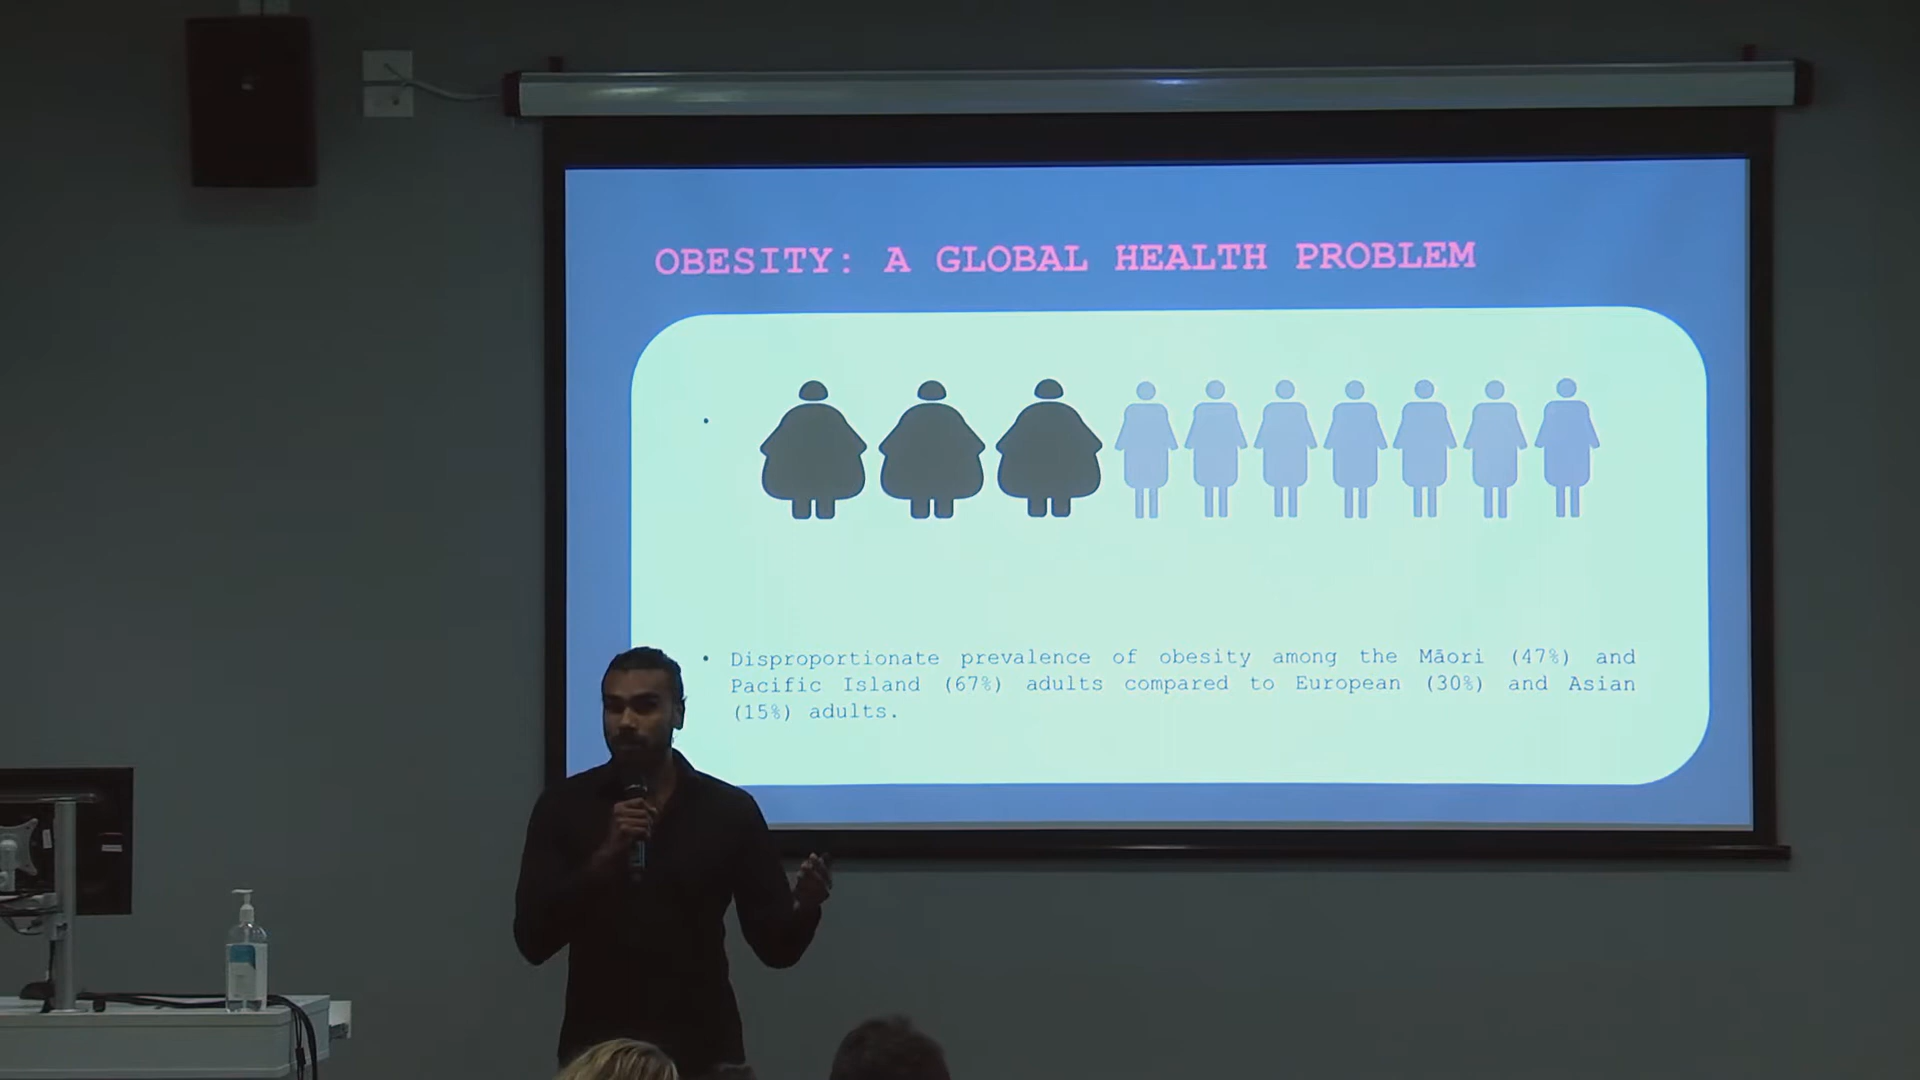 OBESITY: A GLOBAL HEALTH PROBLEM
• Disproportionate prevalence of obesity among the Māori (47%) and
Pacific Island (67%) adults compared to European (30%) and Asian
(15%) adults.